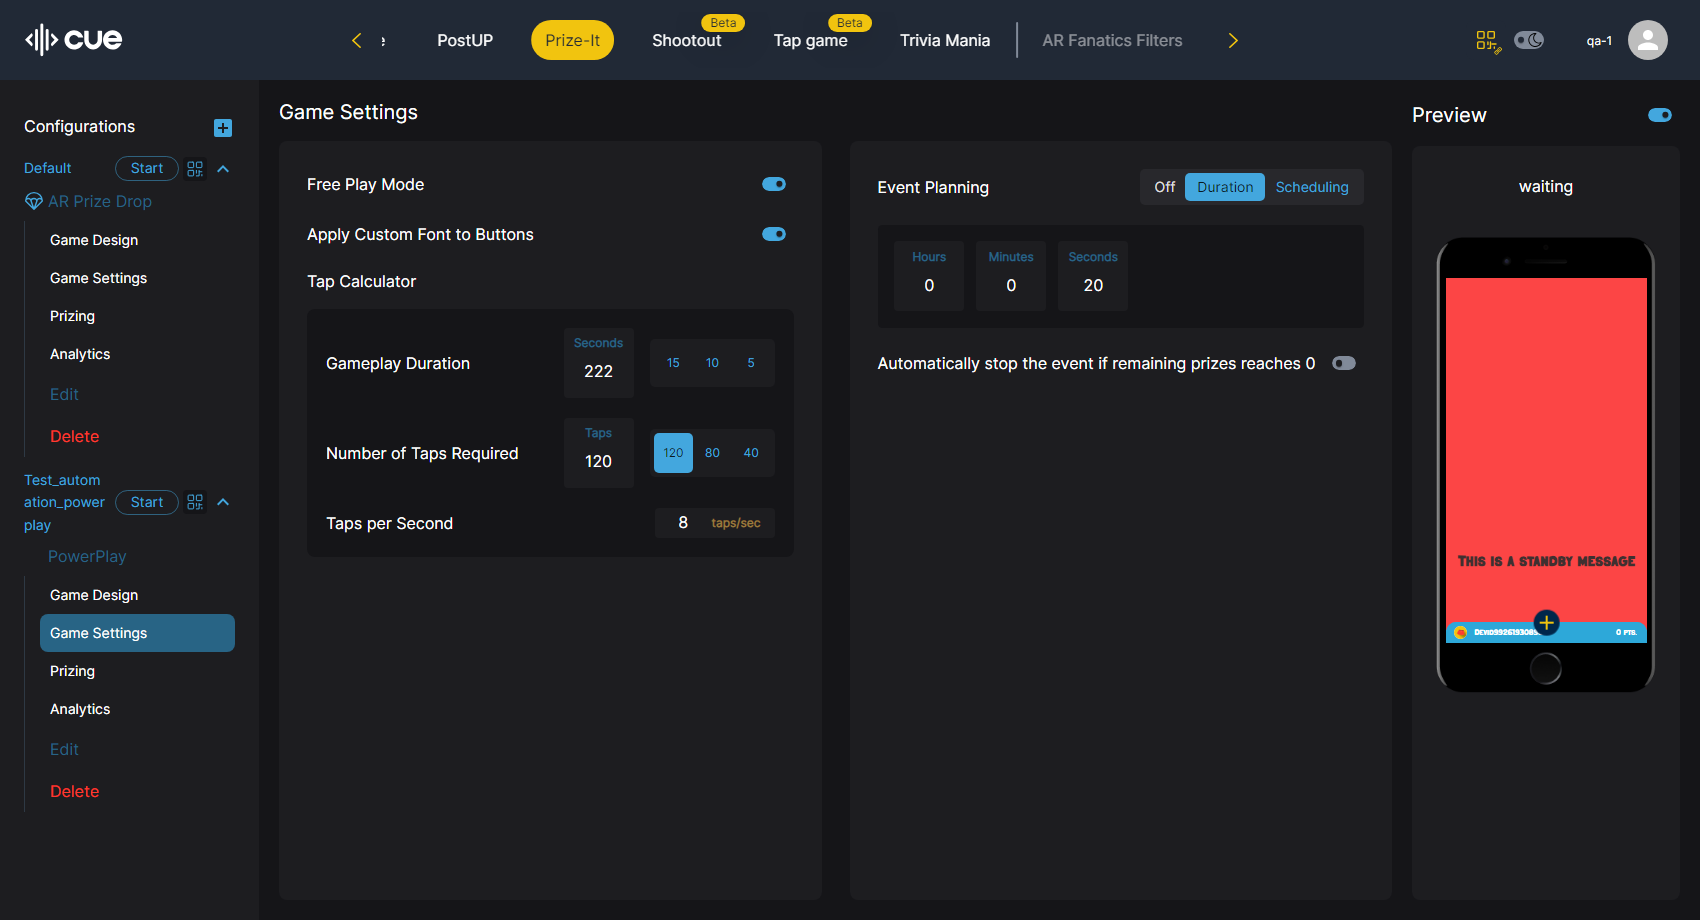 cue
e
PostUP
Prize-It
Shootout
Beta
Tap game
Beta
Trivia Mania
AR Fanatics Filters
qa-1
Configurations
Default
Start
AR Prize Drop
Game Design
Game Settings
Prizing
Analytics
Edit
Delete
Test_autom
ation_power
play
Start
PowerPlay
Game Design
Game Settings
Prizing
Analytics
Edit
Delete
Game Settings
Free Play Mode
Apply Custom Font to Buttons
Tap Calculator
Gameplay Duration
Seconds
222
15 10 5
Number of Taps Required
Taps
120
120 80 40
Taps per Second
8 taps/sec
Event Planning
Off Duration Scheduling
Hours Minutes Seconds
0 0 20
Automatically stop the event if remaining prizes reaches 0
Preview
waiting
This is a standby message
0 pts.